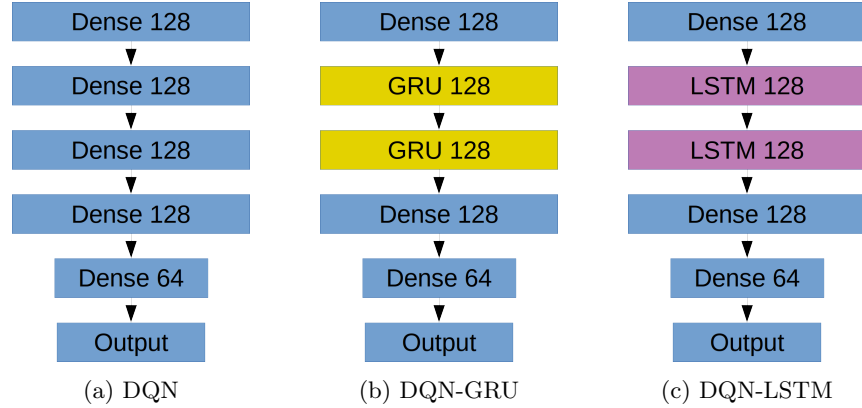 Dense 128
Dense 128
Dense 128
Dense 128
Dense 64
Output
(a) DQN
Dense 128
GRU 128
GRU 128
Dense 128
Dense 64
Output
(b) DQN-GRU
Dense 128
LSTM 128
LSTM 128
Dense 128
Dense 64
Output
(c) DQN-LSTM